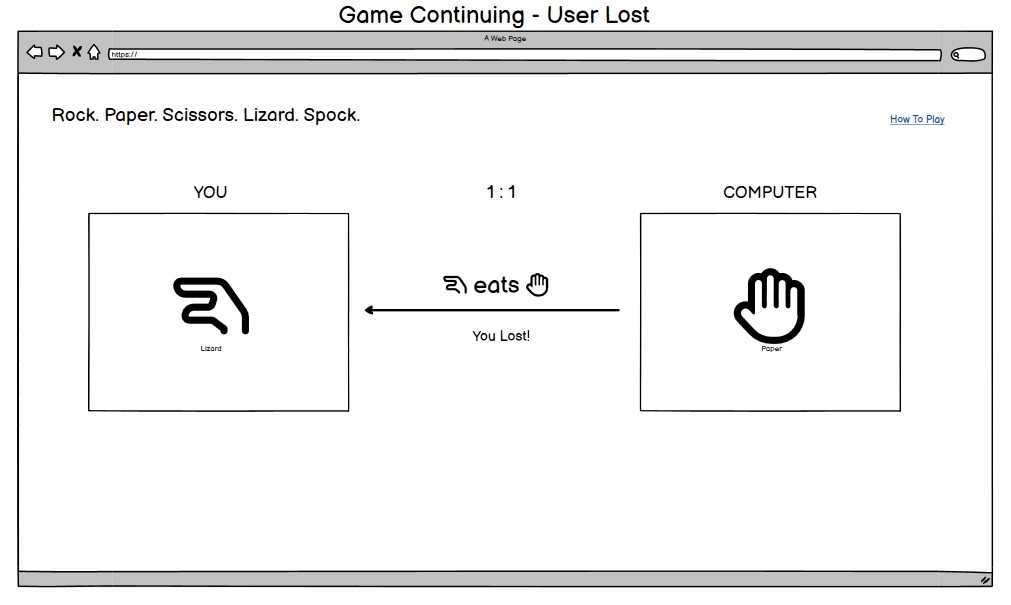 Game Continuing - User Lost
A Web Page
https://
Rock. Paper. Scissors. Lizard. Spock.
How To Play
YOU
1 : 1
COMPUTER
eats
You Lost!
Lizard
Paper